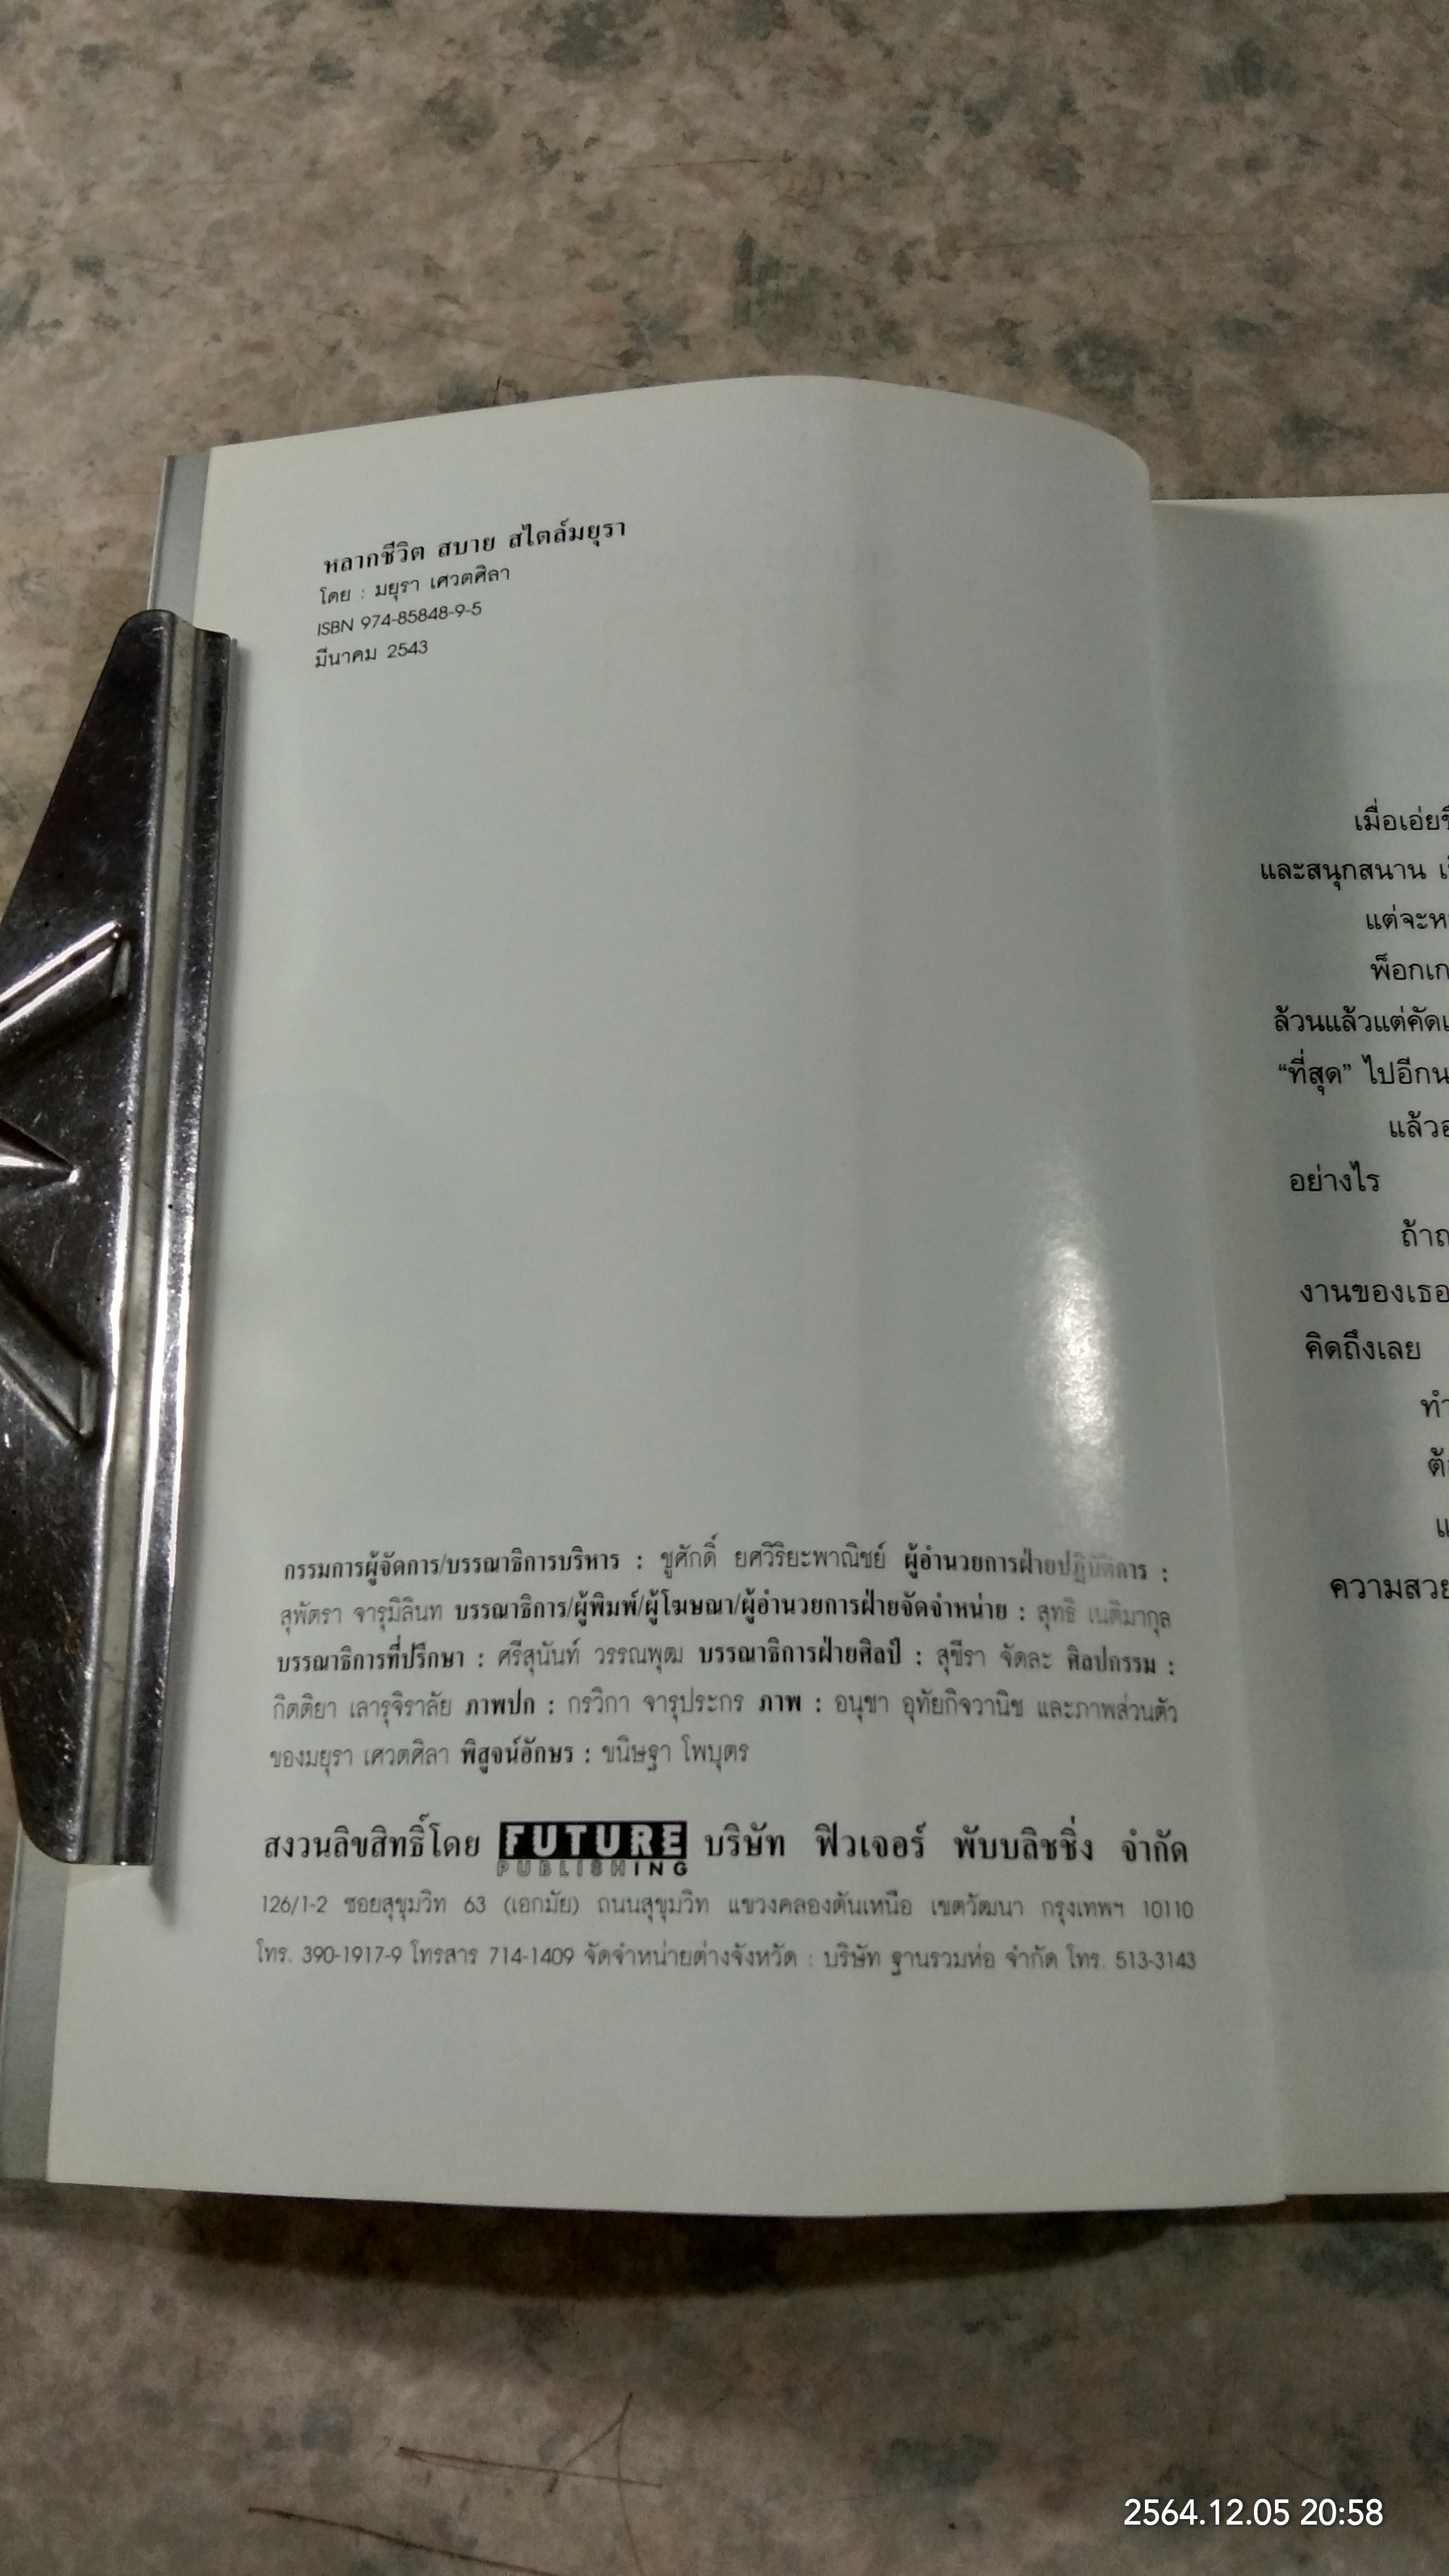 หลากชีวิต สบาย สไตล์มยุรา
โดย : มยุรา เศวตศิลา
ISBN 974-85848-9-5
มีนาคม 2543
กรรมการผู้จัดการ/บรรณาธิการบริหาร : ชูศักดิ์ ยศวิริยะพาณิชย์ ผู้อำนวยการฝ่ายปฏิบัติการ :
สุพัตรา จารุมิลินท บรรณาธิการ/ผู้พิมพ์/ผู้โฆษณา/ผู้อำนวยการฝ่ายจัดจำหน่าย : สุทธิ เนติมากุล
บรรณาธิการที่ปรึกษา : ศรีสุนันท์ วรรณพุฒ บรรณาธิการฝ่ายศิลป์ : สุชีรา จัดละ ศิลปกรรม :
กิตติยา เลารุจิราลัย ภาพปก : กรวิกา จารุประกร ภาพ : อนุชา อุทัยกิจวานิช และภาพส่วนตัว
ของมยุรา เศวตศิลา พิสูจน์อักษร : ขนิษฐา โพบุตร
สงวนลิขสิทธิ์โดย FUTURE PUBLISHING บริษัท ฟิวเจอร์ พับบลิชชิ่ง จำกัด
126/1-2 ซอยสุขุมวิท 63 (เอกมัย) ถนนสุขุมวิท แขวงคลองตันเหนือ เขตวัฒนา กรุงเทพฯ 10110
โทร. 390-1917-9 โทรสาร 714-1409 จัดจำหน่ายต่างจังหวัด : บริษัท ฐานรวมห่อ จำกัด โทร. 513-3143
เมื่อเอ่ย
และสนุกสนาน
แต่จะ
พ็อกเก
ล้วนแล้วแต่คัด
“ที่สุด” ไปอีก
แล้ว
อย่างไร
ถ้า
งานของเธอ
คิดถึงเลย
ทำ
ความสวย
2564.12.05 20:58